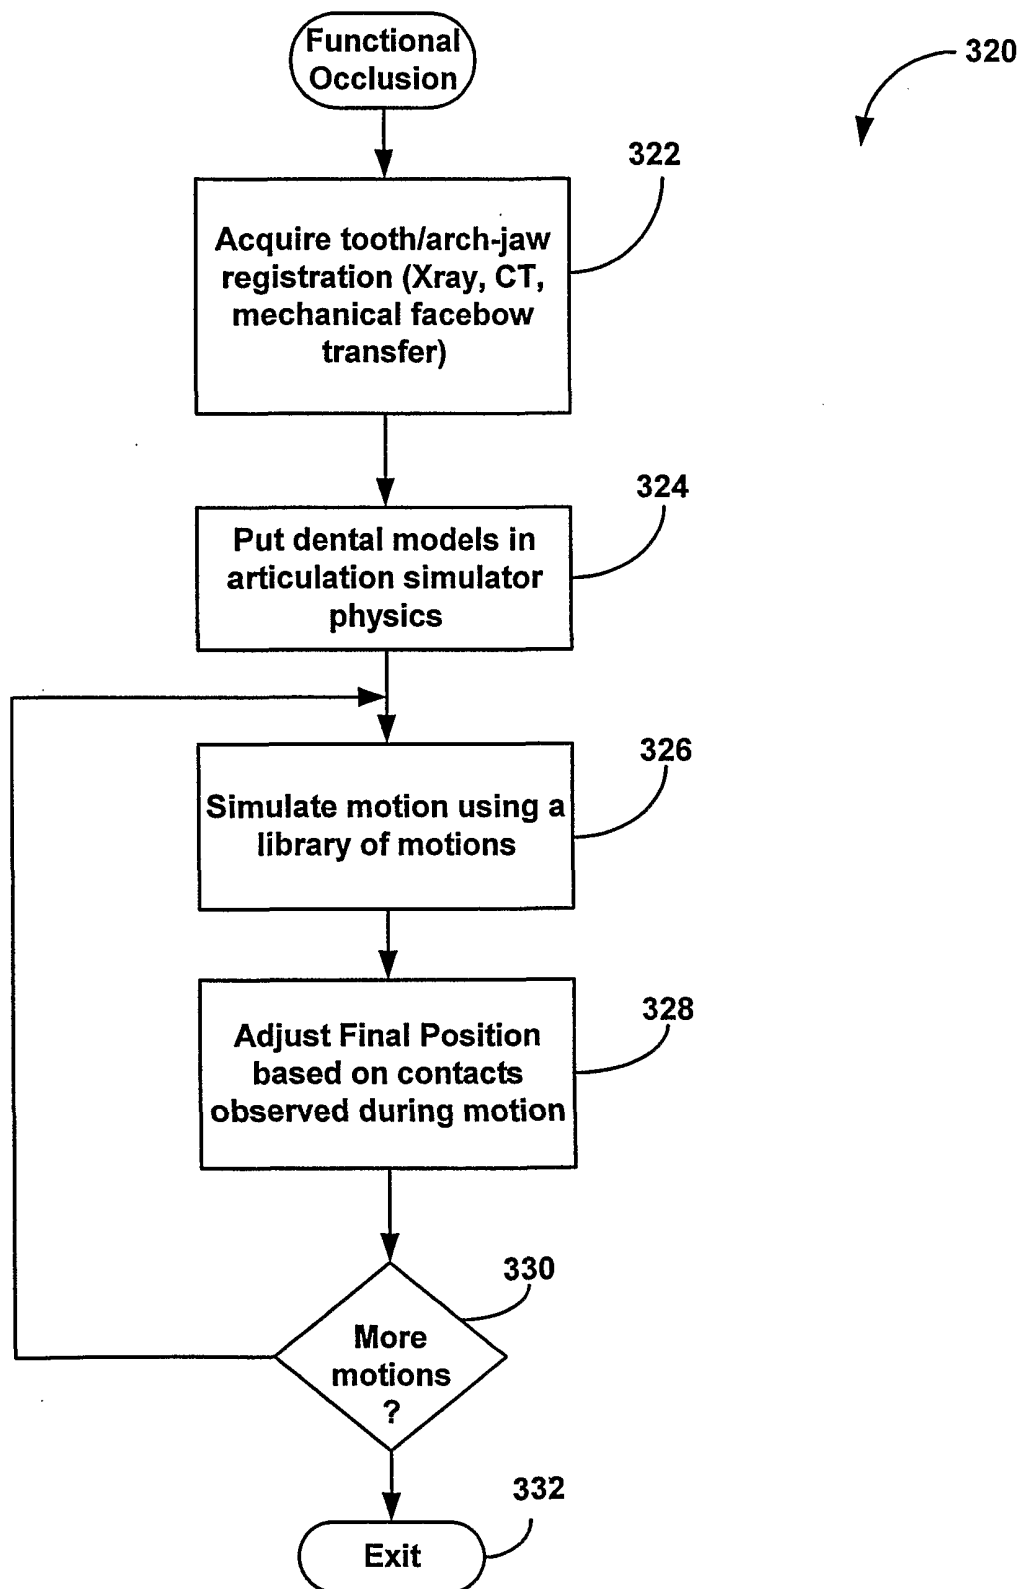 Functional
Occlusion
320
322
Acquire tooth/arch-jaw
registration (Xray, CT,
mechanical facebow
transfer)
324
Put dental models in
articulation simulator
physics
326
Simulate motion using a
library of motions
328
Adjust Final Position
based on contacts
observed during motion
330
More
motions
?
332
Exit